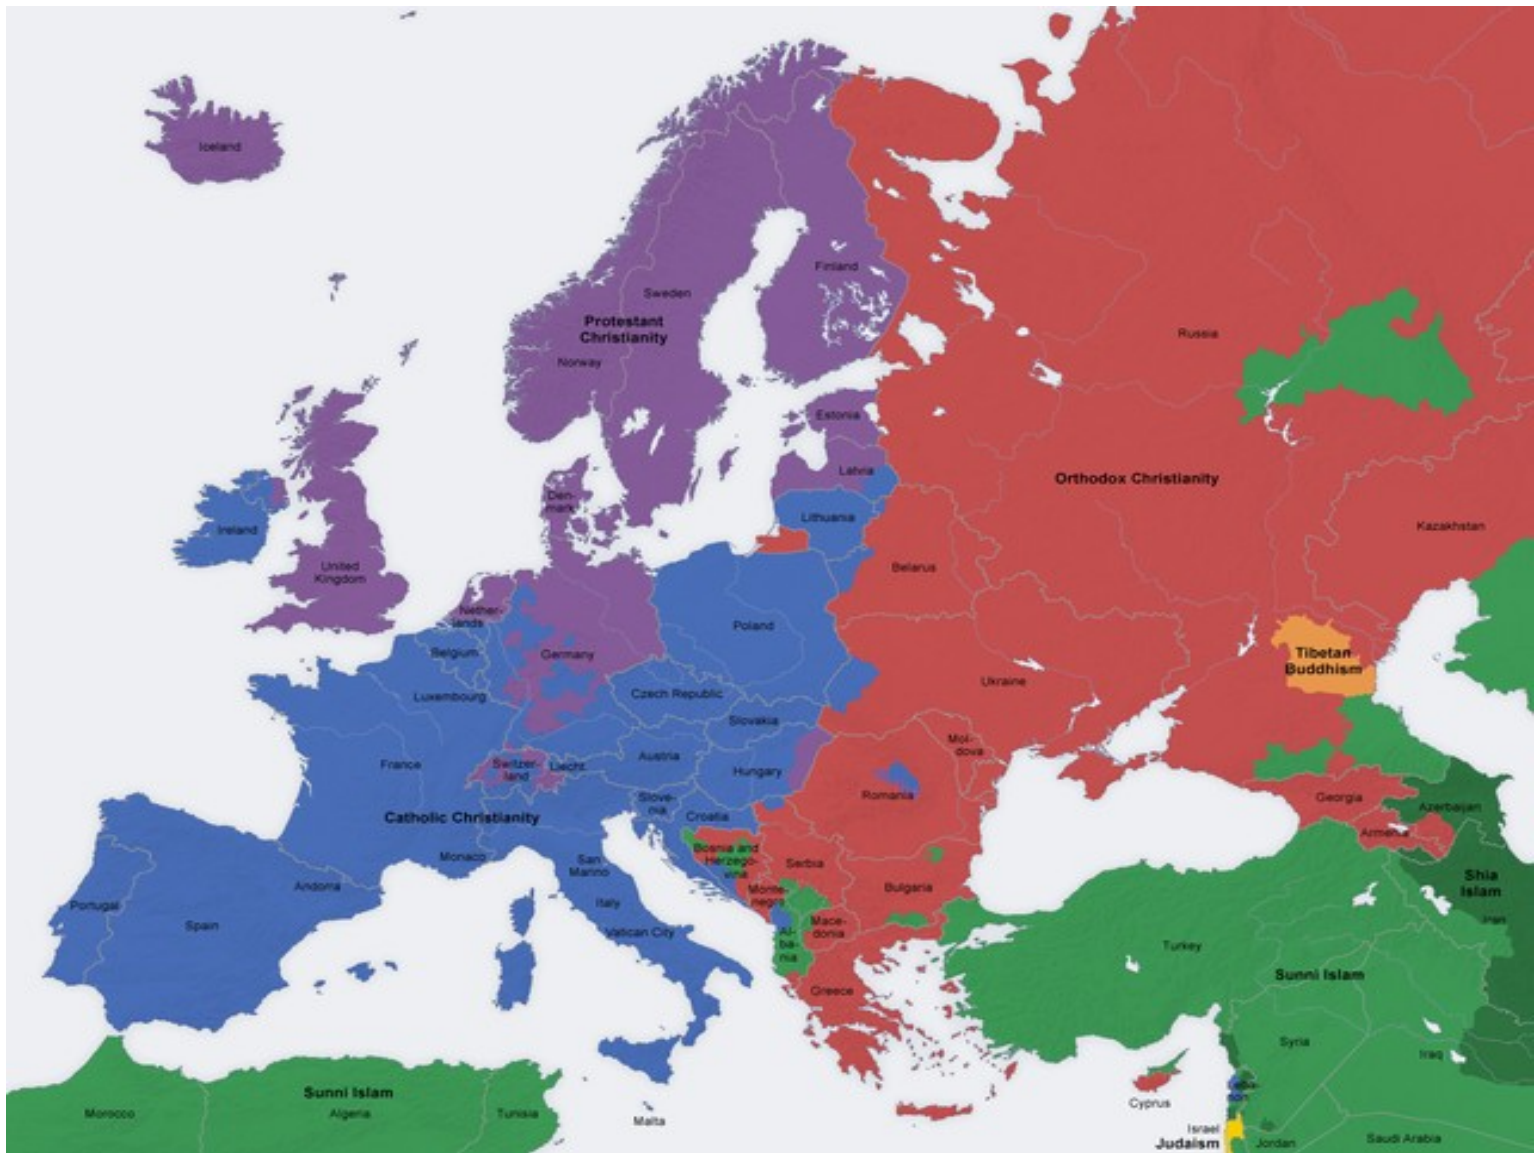 Iceland
Finland
Sweden
Protestant
Christianity
Norway
Russia
Estonia
Latvia
Orthodox Christianity
Den-
mark
Lithuania
Kazakhstan
Ireland
United
Kingdom
Belarus
Nether-
lands
Poland
Belgium
Germany
Tibetan
Buddhism
Ukraine
Luxembourg
Czech Republic
Slovakia
Mol-
dova
France
Switzer-
land
Liecht.
Austria
Hungary
Romania
Georgia
Azerbaijan
Slove-
nia
Catholic Christianity
Croatia
Armenia
Bosnia and
Herzego-
vina
Serbia
Monaco
San
Marino
Shia
Islam
Andorra
Monte-
negro
Bulgaria
Portugal
Spain
Italy
Iran
Mace-
donia
Vatican City
Al-
ba-
nia
Turkey
Sunni Islam
Greece
Syria
Iraq
Sunni Islam
Leba-
non
Cyprus
Morocco
Algeria
Tunisia
Malta
Israel
Judaism
Jordan
Saudi Arabia